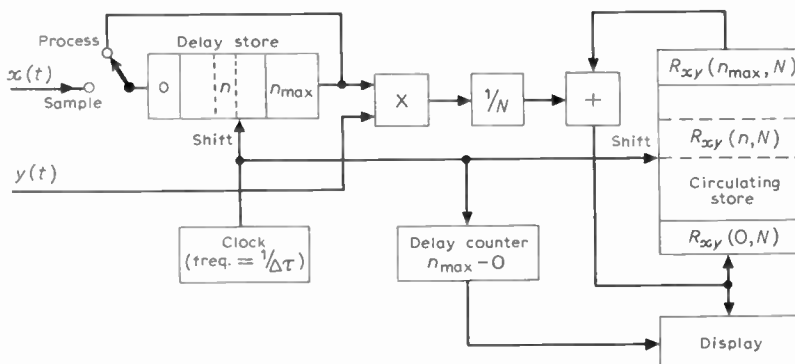 Process
Delay store
x(t)
Sample
0
n
n_max
Shift
y(t)
X
1/N
+
R_xy(n_max, N)
R_xy(n, N)
Shift
Circulating
store
R_xy(0, N)
Clock
(freq. = 1/Δτ)
Delay counter
n_max – 0
Display